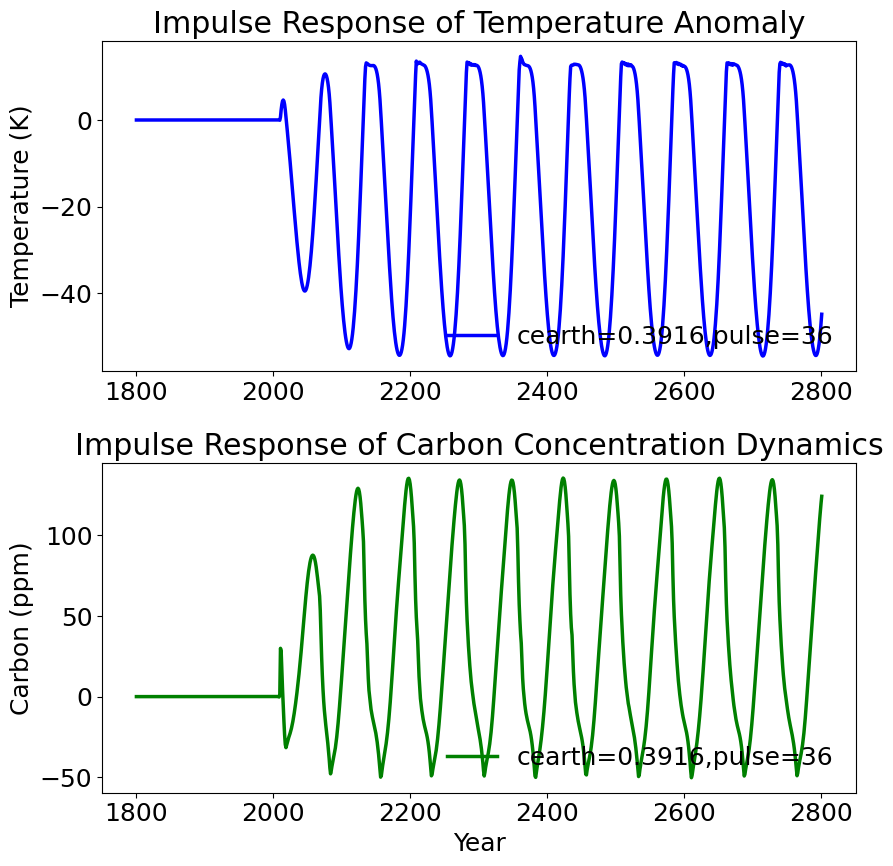 Impulse Response of Temperature Anomaly
Temperature (K)
0
−20
−40
cearth=0.3916,pulse=36
1800 2000 2200 2400 2600 2800
Impulse Response of Carbon Concentration Dynamics
Carbon (ppm)
100
50
0
−50
cearth=0.3916,pulse=36
1800 2000 2200 2400 2600 2800
Year